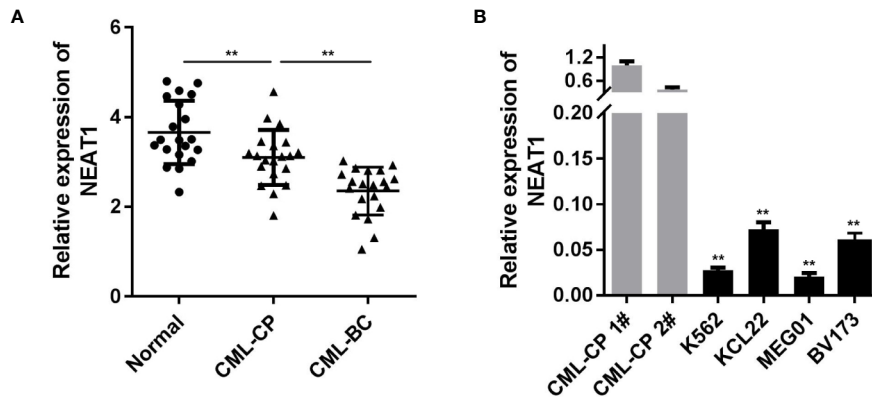 A
Relative expression of
NEAT1
6
4
2
0
**
**
Normal
CML-CP
CML-BC
B
Relative expression of
NEAT1
1.2
0.6
0.20
0.15
0.10
0.05
0.00
**
**
**
**
CML-CP 1#
CML-CP 2#
K562
KCL22
MEG01
BV173